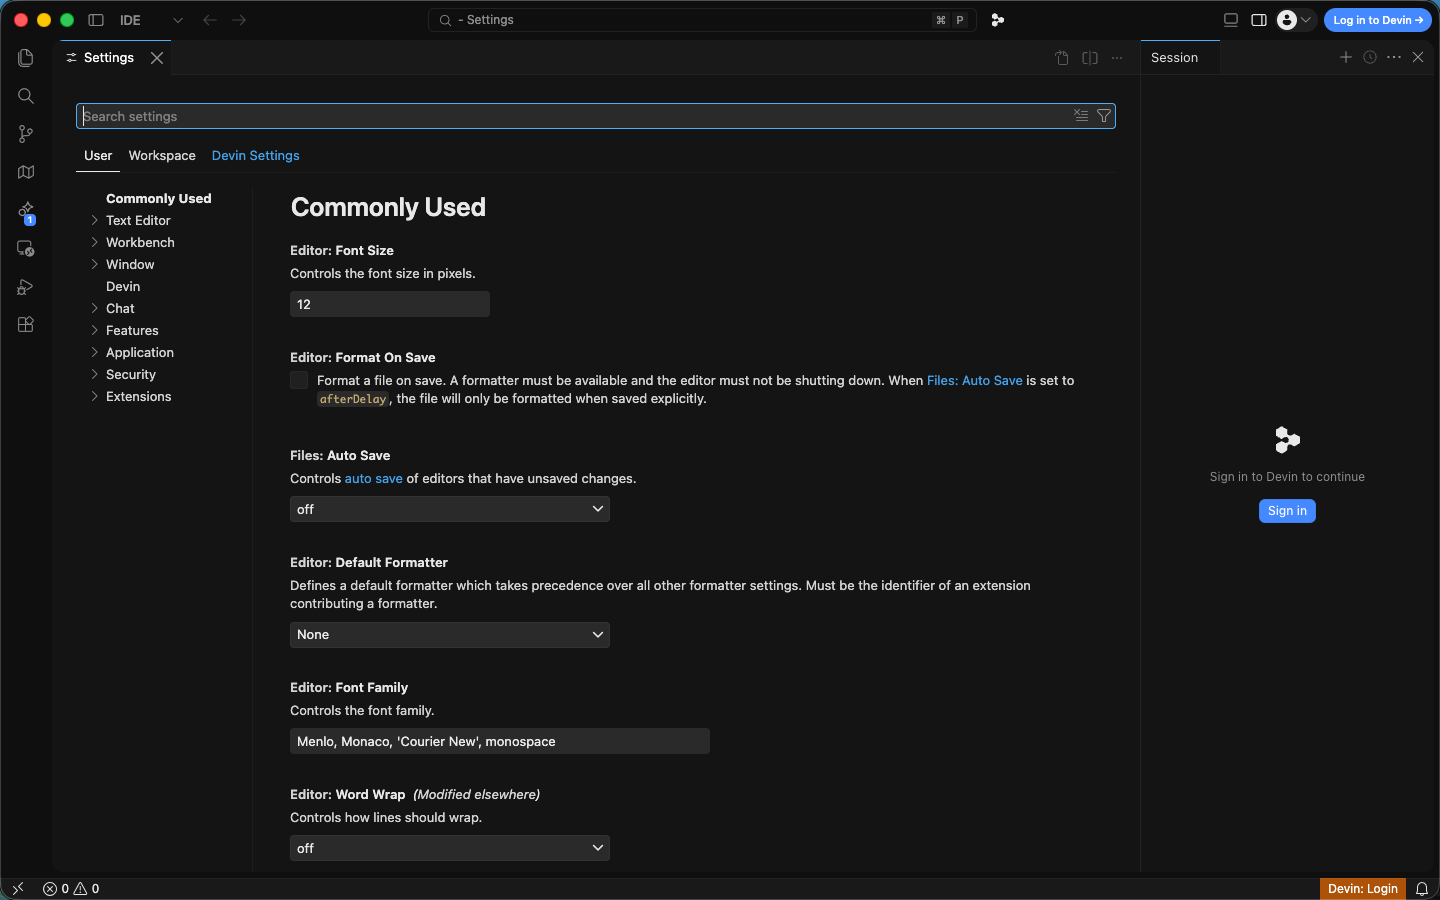 IDE
- Settings
⌘ P
Log in to Devin →
Settings
Session
Search settings
User
Workspace
Devin Settings
Commonly Used
Text Editor
Workbench
Window
Devin
Chat
Features
Application
Security
Extensions
1
Commonly Used
Editor: Font Size
Controls the font size in pixels.
12
Editor: Format On Save
Format a file on save. A formatter must be available and the editor must not be shutting down. When Files: Auto Save is set to
afterDelay, the file will only be formatted when saved explicitly.
Files: Auto Save
Controls auto save of editors that have unsaved changes.
off
Editor: Default Formatter
Defines a default formatter which takes precedence over all other formatter settings. Must be the identifier of an extension
contributing a formatter.
None
Editor: Font Family
Controls the font family.
Menlo, Monaco, 'Courier New', monospace
Editor: Word Wrap (Modified elsewhere)
Controls how lines should wrap.
off
Sign in to Devin to continue
Sign in
0 0
Devin: Login